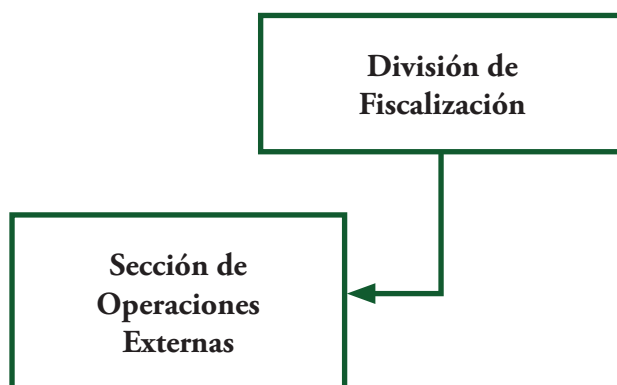 División de
Fiscalización
Sección de
Operaciones
Externas